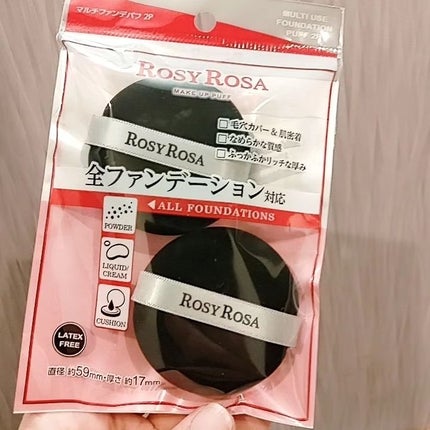 マルチファンデパフ 2P
MULTI USE
FOUNDATION
PUFF 2P
ROSY ROSA
MAKE UP PUFF
毛穴カバー & 肌密着
なめらかな質感
ふっかふかリッチな厚み
ROSY ROSA
全ファンデーション対応
◀ALL FOUNDATIONS
POWDER
LIQUID/
CREAM
CUSHION
ROSY ROSA
LATEX
FREE
直径 約59mm・厚さ 約17mm